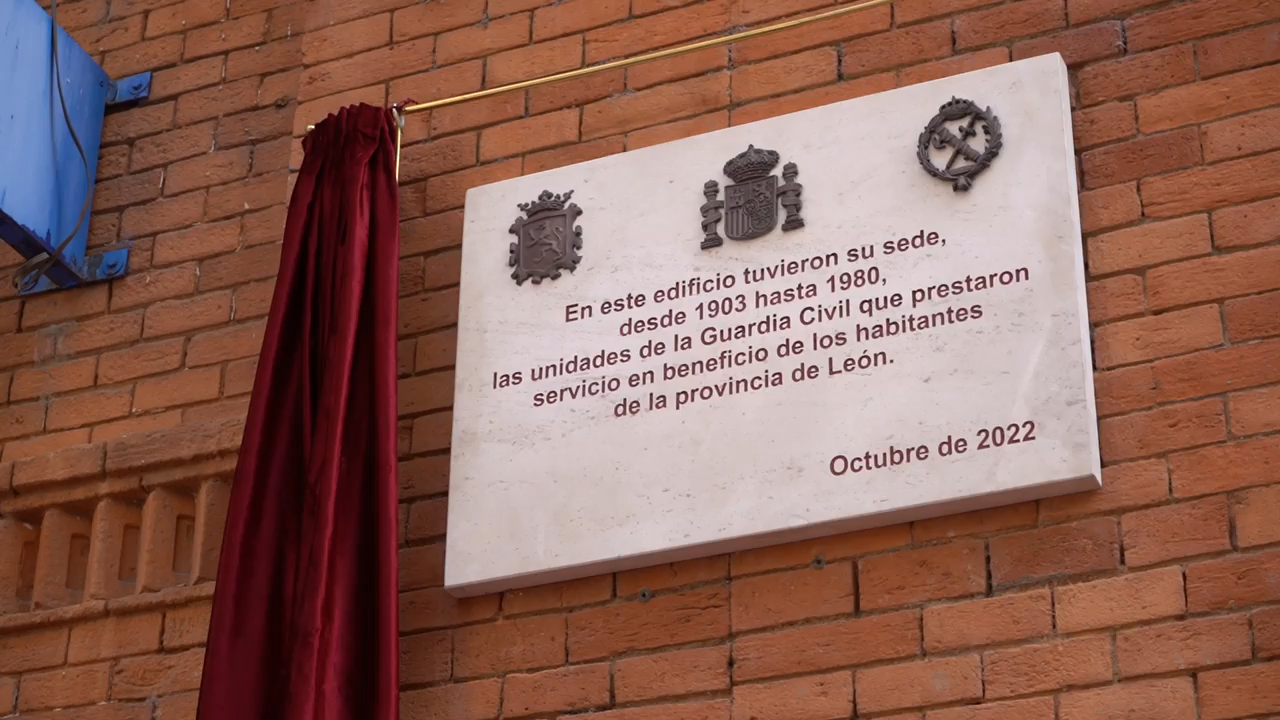 En este edificio tuvieron su sede,
desde 1903 hasta 1980,
las unidades de la Guardia Civil que prestaron
servicio en beneficio de los habitantes
de la provincia de León.
Octubre de 2022